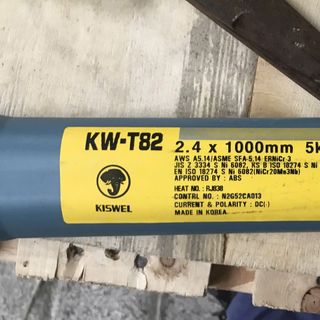 KW-T82
KISWEL
2.4 x 1000mm 5k
AWS A5.14/ASME SFA-5.14 ERNiCr-3
JIS Z 3334 S Ni 6082, KS B ISO 18274 S Ni
EN ISO 18274 S Ni 6082(NiCr20Mn3Nb)
APPROVED BY : ABS
HEAT NO. : RJ838
CONTRL NO. : N2G52CA013
CURRENT & POLARITY : DC(-)
MADE IN KOREA.